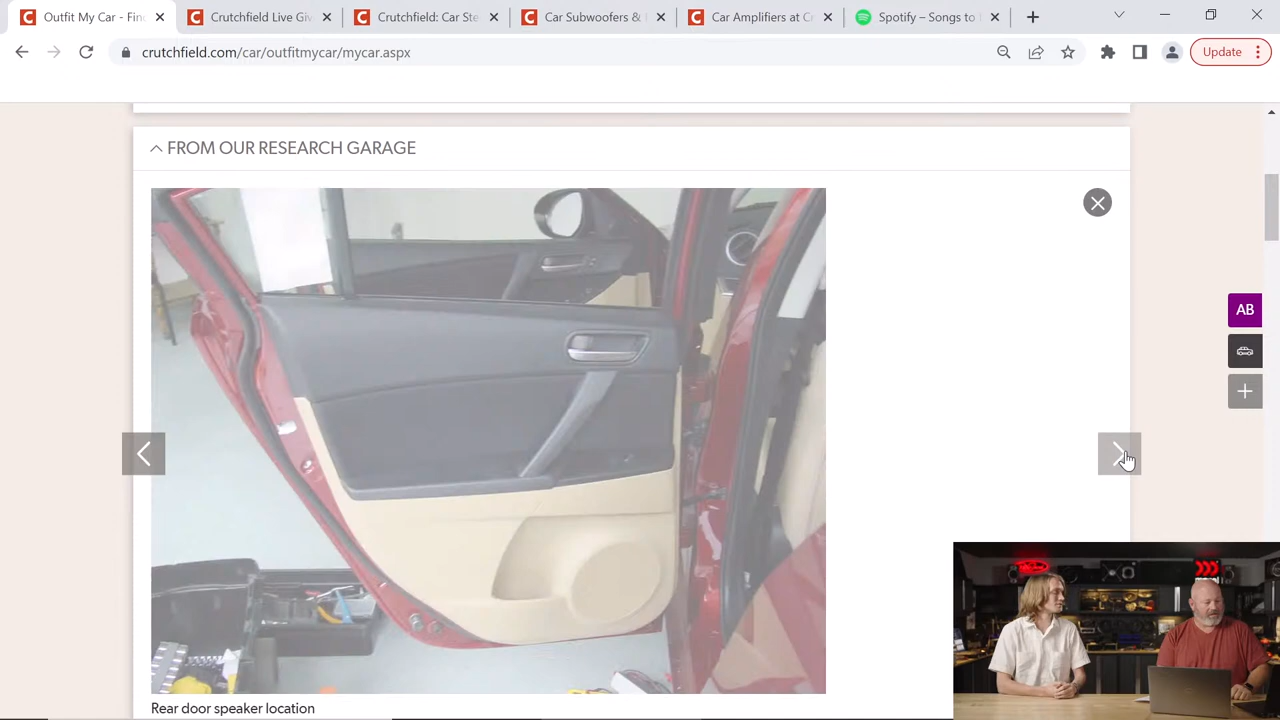 Outfit My Car - Fin
Crutchfield Live Giv
Crutchfield: Car Ste
Car Subwoofers &
Car Amplifiers at Cr
Spotify – Songs to
crutchfield.com/car/outfitmycar/mycar.aspx
Update
FROM OUR RESEARCH GARAGE
AB
Rear door speaker location